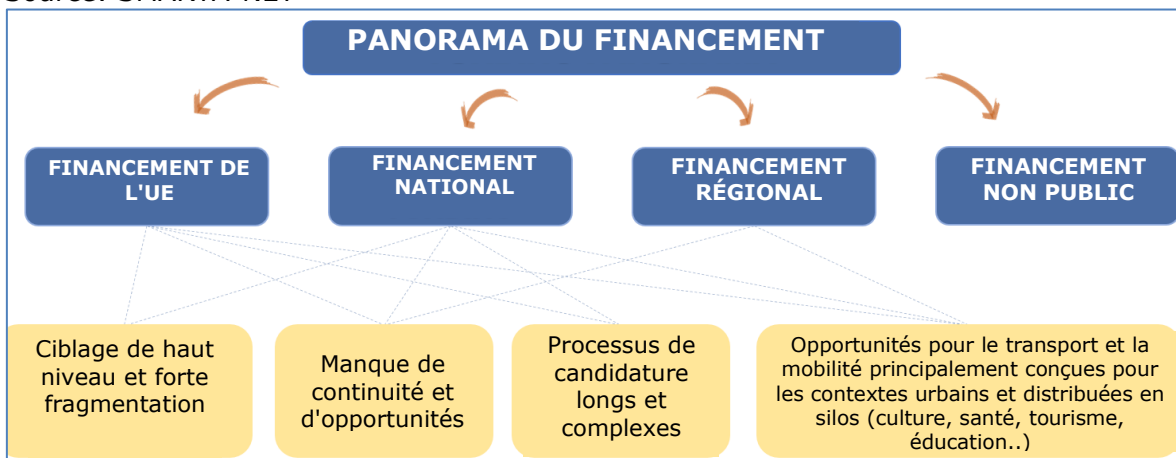 PANORAMA DU FINANCEMENT
FINANCEMENT DE
L'UE
FINANCEMENT
NATIONAL
FINANCEMENT
RÉGIONAL
FINANCEMENT
NON PUBLIC
Ciblage de haut
niveau et forte
fragmentation
Manque de
continuité et
d'opportunités
Processus de
candidature
longs et
complexes
Opportunités pour le transport et la
mobilité principalement conçues pour
les contextes urbains et distribuées en
silos (culture, santé, tourisme,
éducation..)